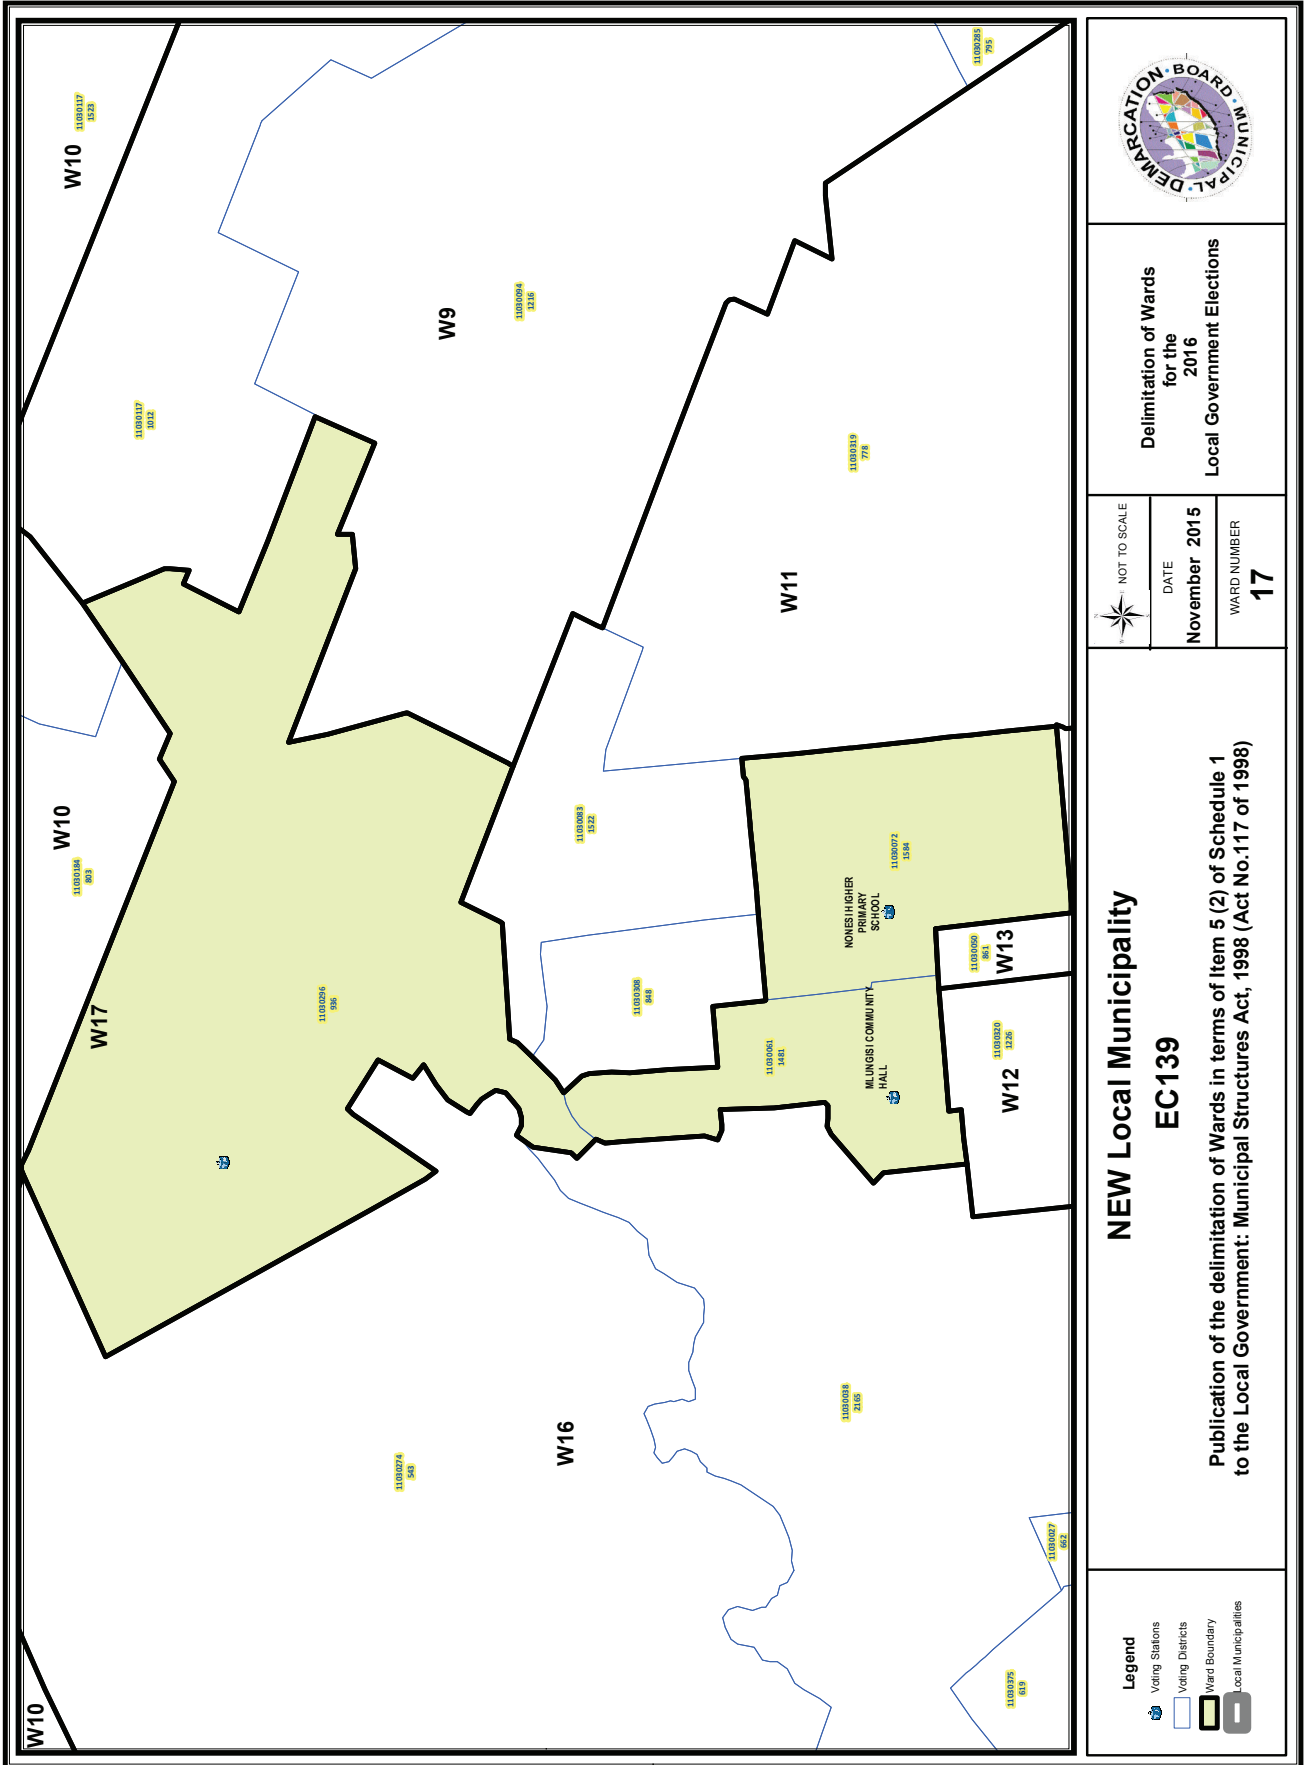 W10
11030117
1523
11030285
795
11030117
1012
W9
11030094
1216
11030319
778
W11
W10
11030184
803
W17
11030296
936
11030083
1522
11030308
848
11030072
1584
NONESI HIGHER
PRIMARY
SCHOOL
11030050
861
W13
11030061
1481
MLUNGISI COMMUNITY
HALL
11030320
1226
W12
W16
11030274
543
11030038
2165
11030027
662
11030375
619
W10
Legend
Voting Stations
Voting Districts
Ward Boundary
Local Municipalities
NEW Local Municipality
EC139
Publication of the delimitation of Wards in terms of Item 5 (2) of Schedule 1
to the Local Government: Municipal Structures Act, 1998 (Act No.117 of 1998)
NOT TO SCALE
DATE
November 2015
WARD NUMBER
17
Delimitation of Wards
for the
2016
Local Government Elections
MUNICIPAL DEMARCATION BOARD